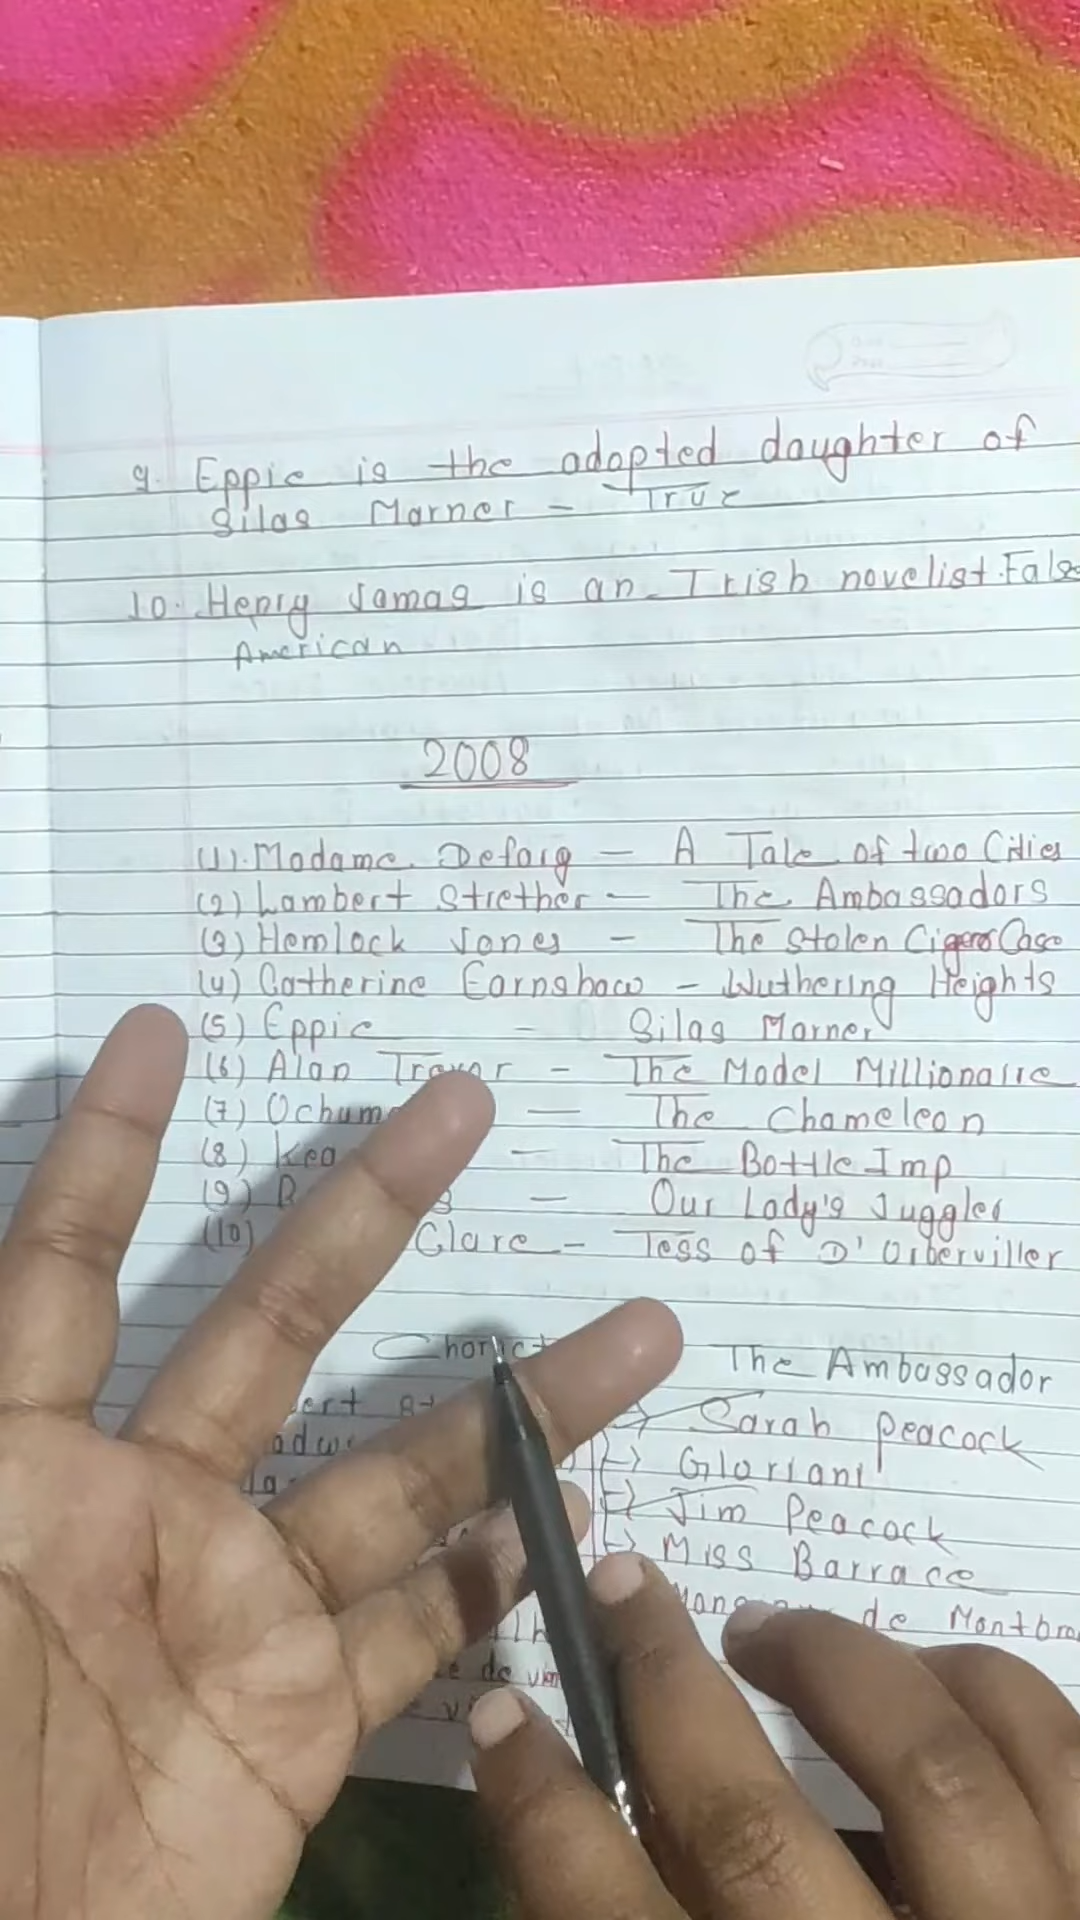 9. Eppie is the adopted daughter of
Silas Marner - True
10. Henry James is an Irish novelist. False
American
2008
(1). Madame Defarg - A Tale of two Cities
(2) Lambert Strether - The Ambassadors
(3) Hemlock Jones - The Stolen Cigar Case
(4) Catherine Earnshaw - Wuthering Heights
(5) Eppie - Silas Marner
(6) Alan Trevor - The Model Millionaire
(7) Ochum - The Chameleon
(8) Kea - The Bottle Imp
(9) B - Our Lady's Juggler
(10) Clare - Tess of D' Urberviller
The Ambassador
Sarah Peacock
Gloriani
Jim Peacock
Miss Barrace
de